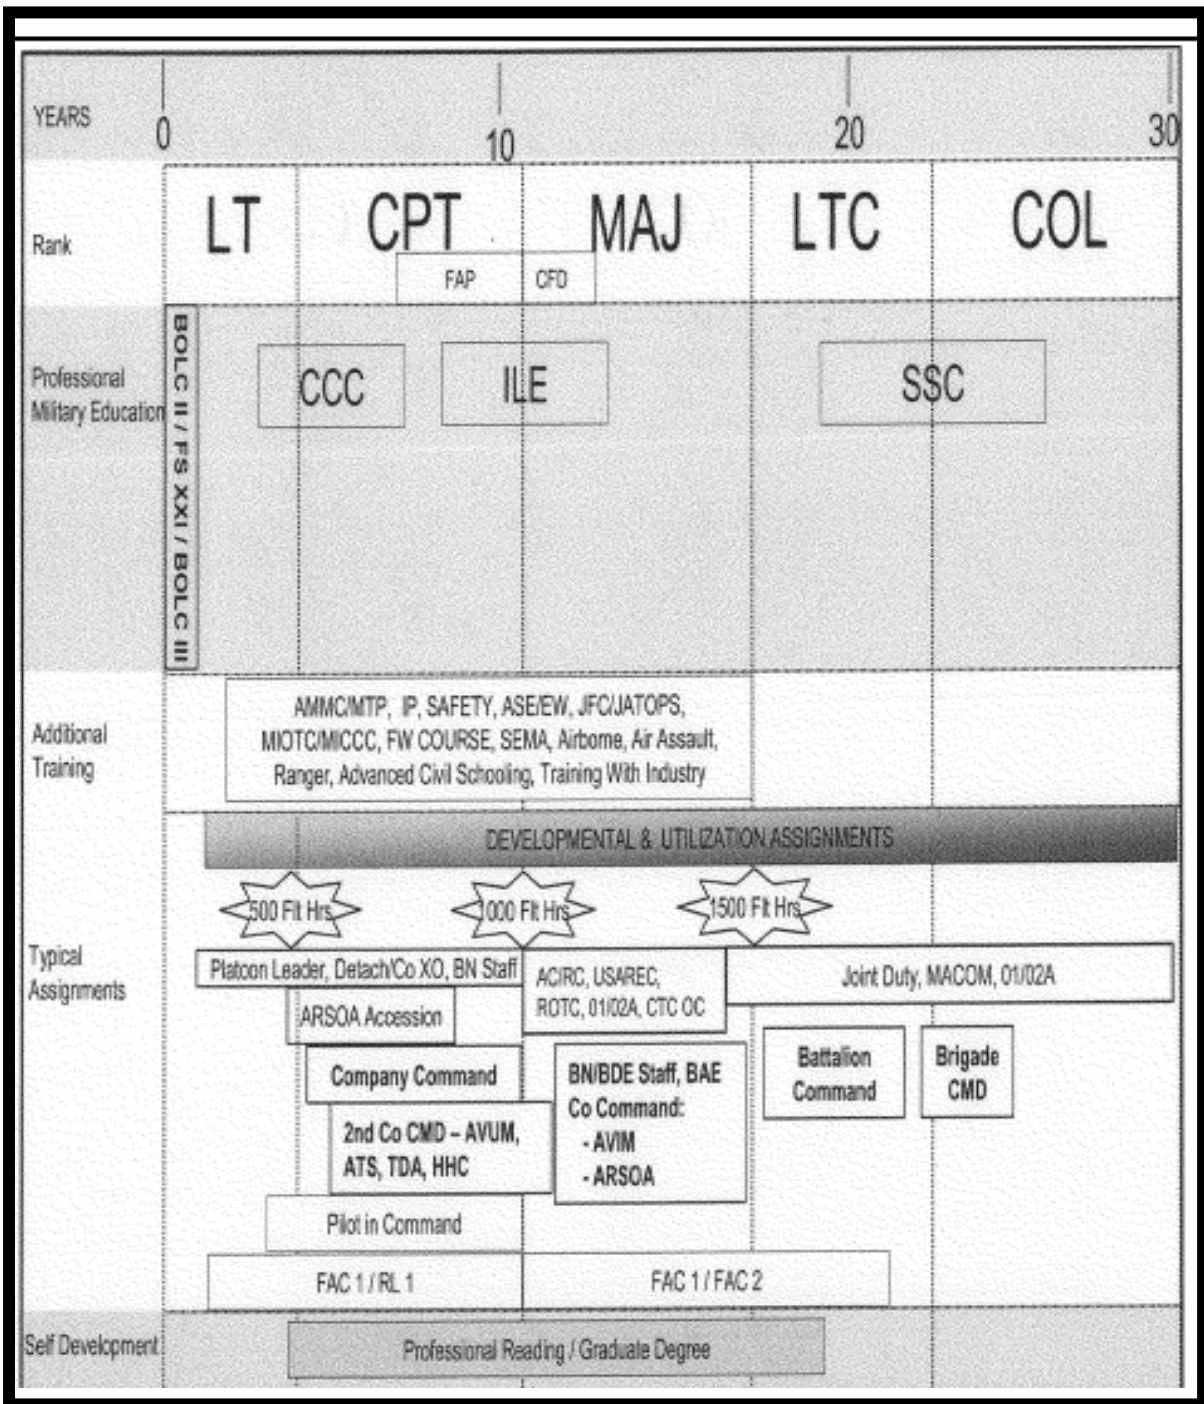 YEARS
0
10
20
30
Rank
LT
CPT
MAJ
LTC
COL
FAP
CFD
Professional
Military Education
BOLC II / FS XXI / BOLC III
CCC
ILE
SSC
Additional
Training
AMMC/MTP, IP, SAFETY, ASE/EW, JFC/JATOPS,
MIOTC/MICCC, FW COURSE, SEMA, Airborne, Air Assault,
Ranger, Advanced Civil Schooling, Training With Industry
DEVELOPMENTAL & UTILIZATION ASSIGNMENTS
500 Flt Hrs
1000 Flt Hrs
1500 Flt Hrs
Typical
Assignments
Platoon Leader, Detach/Co XO, BN Staff
AC/RC, USAREC,
ROTC, 01/02A, CTC OC
Joint Duty, MACOM, 01/02A
ARSOA Accession
Company Command
BN/BDE Staff, BAE
Co Command:
- AVIM
- ARSOA
Battalion
Command
Brigade
CMD
2nd Co CMD – AVUM,
ATS, TDA, HHC
Pilot in Command
FAC 1 / RL 1
FAC 1 / FAC 2
Self Development
Professional Reading / Graduate Degree